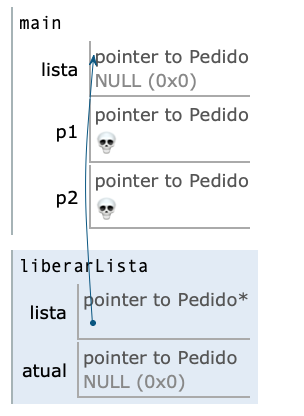 main
lista
pointer to Pedido
NULL (0x0)
p1
pointer to Pedido
p2
pointer to Pedido
liberarLista
lista
pointer to Pedido*
atual
pointer to Pedido
NULL (0x0)